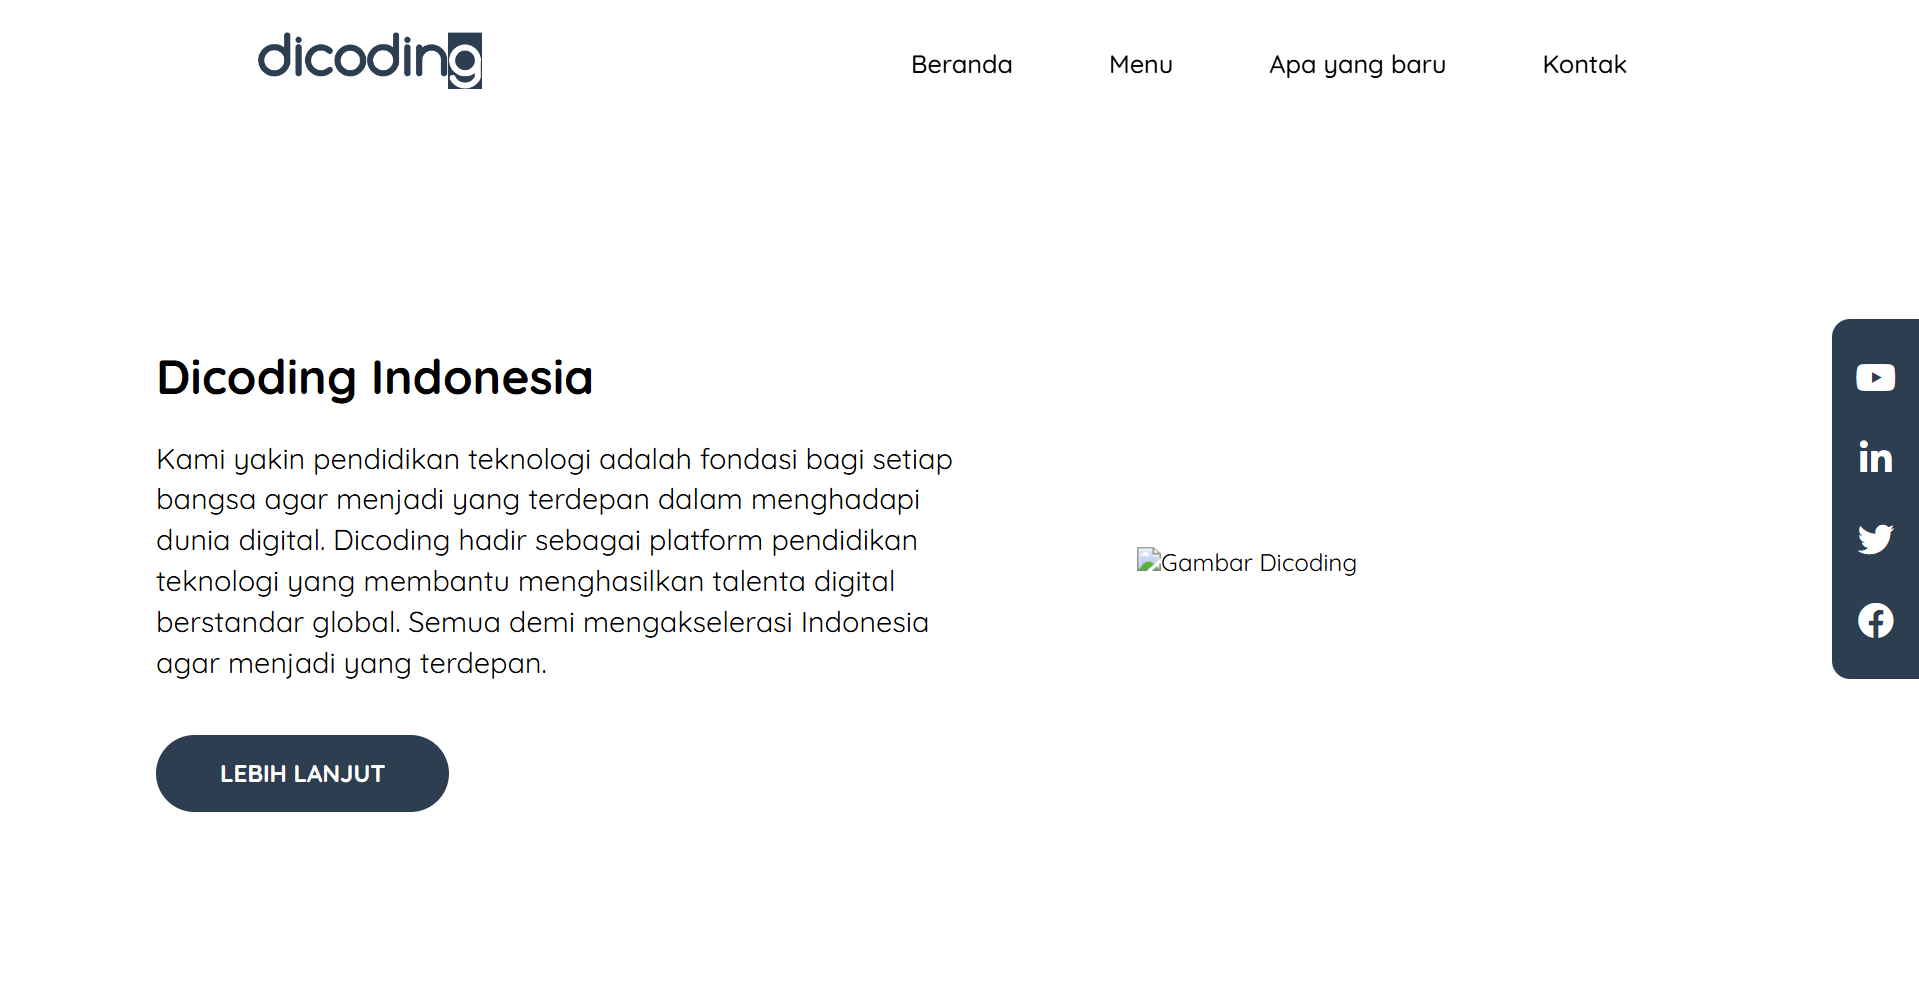 dicoding
Beranda
Menu
Apa yang baru
Kontak
Dicoding Indonesia
Kami yakin pendidikan teknologi adalah fondasi bagi setiap
bangsa agar menjadi yang terdepan dalam menghadapi
dunia digital. Dicoding hadir sebagai platform pendidikan
teknologi yang membantu menghasilkan talenta digital
berstandar global. Semua demi mengakselerasi Indonesia
agar menjadi yang terdepan.
LEBIH LANJUT
Gambar Dicoding
in